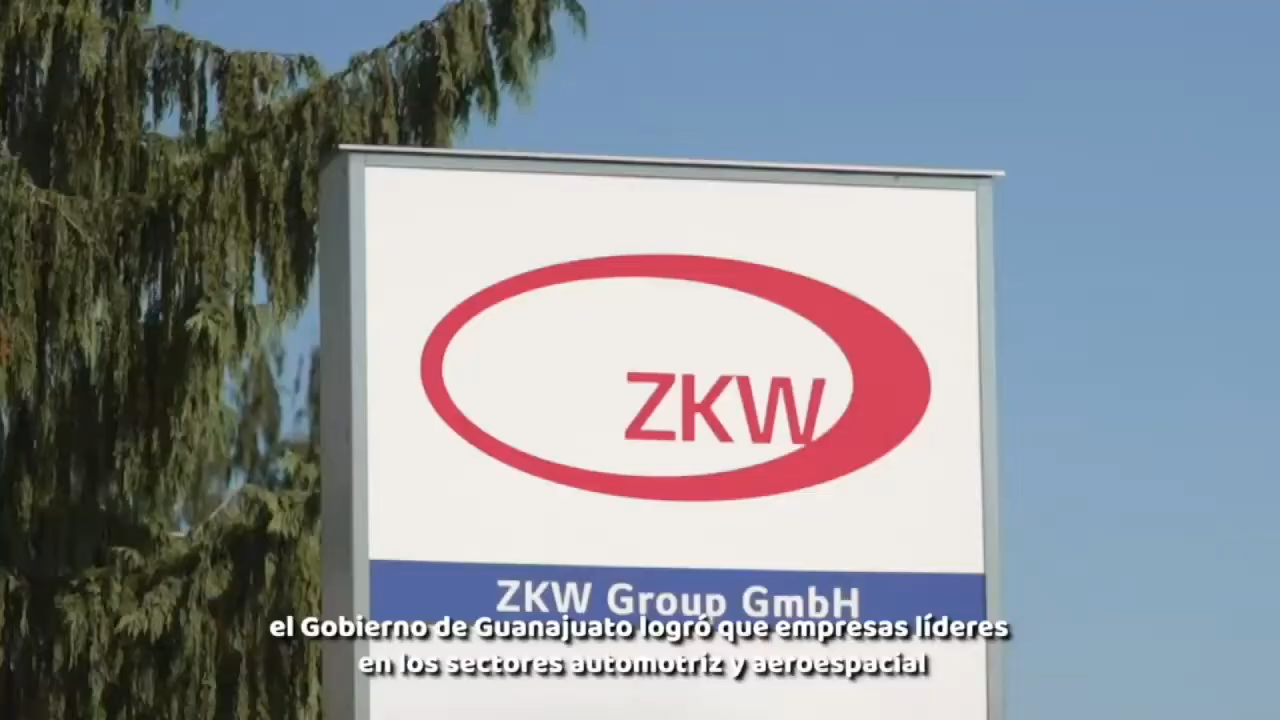 ZKW
ZKW Group GmbH
el Gobierno de Guanajuato logró que empresas líderes
en los sectores automotriz y aeroespacial